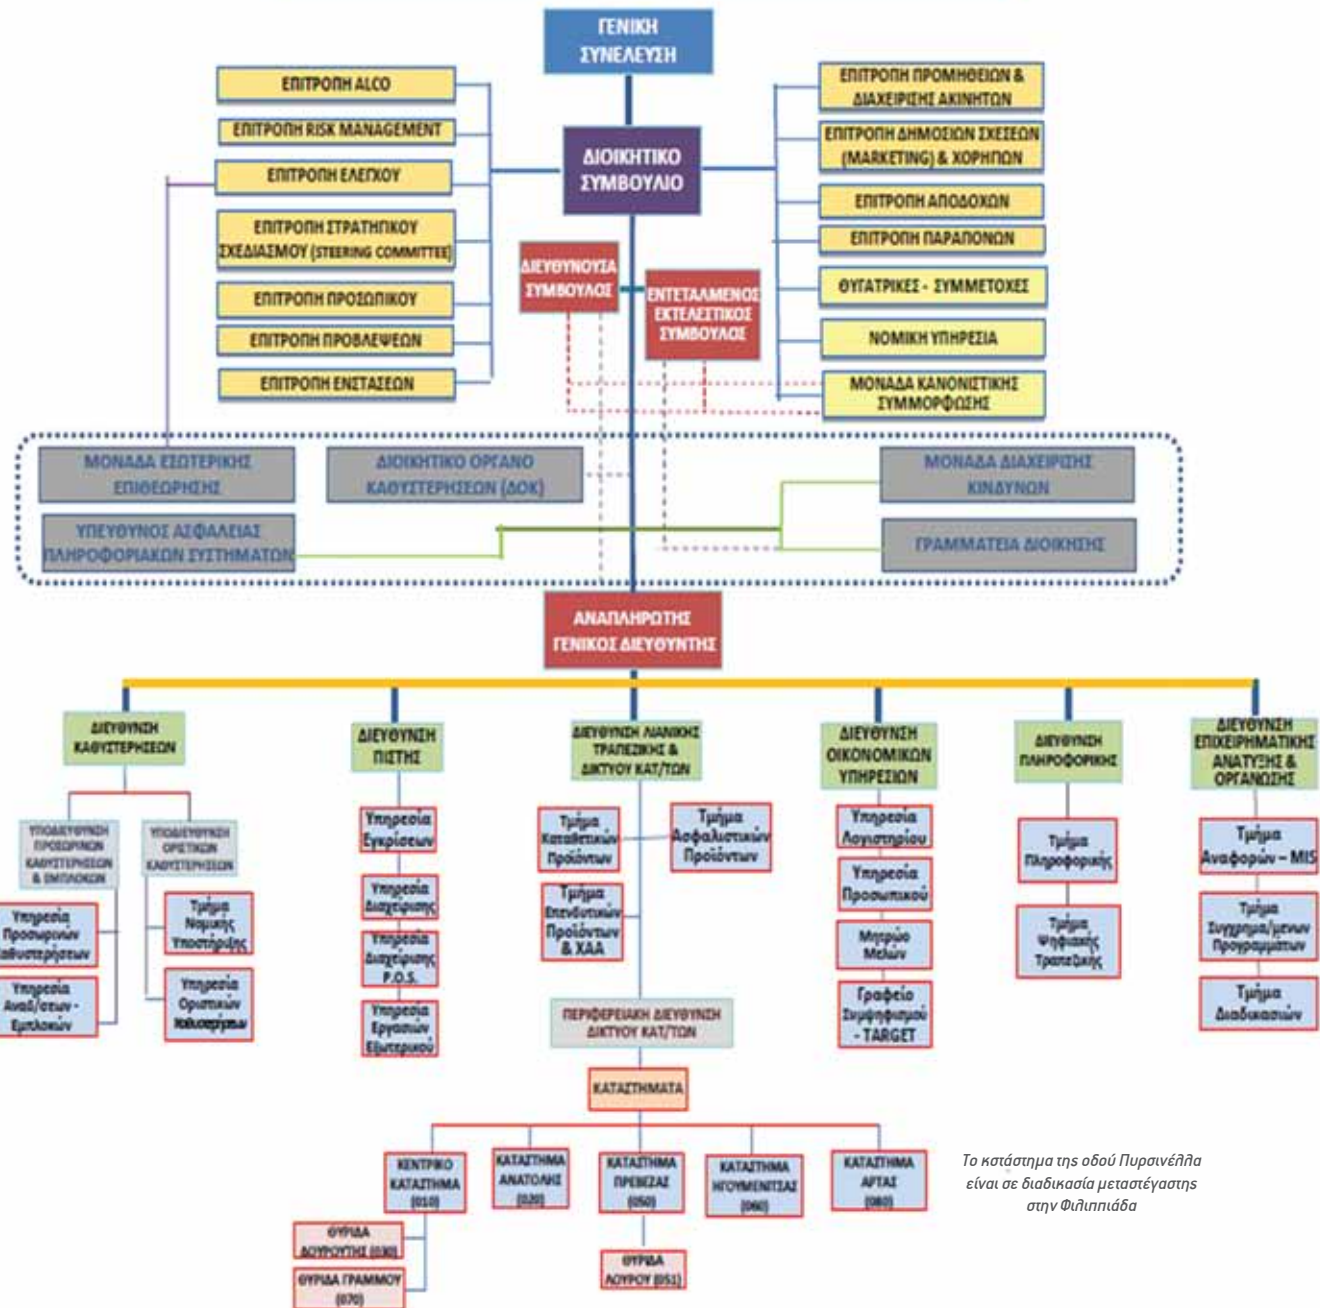 ΓΕΝΙΚΗ
ΣΥΝΕΛΕΥΣΗ
ΕΠΙΤΡΟΠΗ ALCO
ΕΠΙΤΡΟΠΗ RISK MANAGEMENT
ΕΠΙΤΡΟΠΗ ΕΛΕΓΧΟΥ
ΕΠΙΤΡΟΠΗ ΣΤΡΑΤΗΓΙΚΟΥ
ΣΧΕΔΙΑΣΜΟΥ (STEERING COMMITTEE)
ΕΠΙΤΡΟΠΗ ΠΡΟΣΩΠΙΚΟΥ
ΕΠΙΤΡΟΠΗ ΠΡΟΒΛΕΨΕΩΝ
ΕΠΙΤΡΟΠΗ ΕΝΣΤΑΣΕΩΝ
ΔΙΟΙΚΗΤΙΚΟ
ΣΥΜΒΟΥΛΙΟ
ΕΠΙΤΡΟΠΗ ΠΡΟΜΗΘΕΙΩΝ &
ΔΙΑΧΕΙΡΙΣΗΣ ΑΚΙΝΗΤΩΝ
ΕΠΙΤΡΟΠΗ ΔΗΜΟΣΙΩΝ ΣΧΕΣΕΩΝ
(MARKETING) & ΧΟΡΗΓΙΩΝ
ΕΠΙΤΡΟΠΗ ΑΠΟΔΟΧΩΝ
ΕΠΙΤΡΟΠΗ ΠΑΡΑΠΟΝΩΝ
ΘΥΓΑΤΡΙΚΕΣ - ΣΥΜΜΕΤΟΧΕΣ
ΝΟΜΙΚΗ ΥΠΗΡΕΣΙΑ
ΜΟΝΑΔΑ ΚΑΝΟΝΙΣΤΙΚΗΣ
ΣΥΜΜΟΡΦΩΣΗΣ
ΔΙΕΥΘΥΝΟΥΣΑ
ΣΥΜΒΟΥΛΟΣ
ΕΝΤΕΤΑΛΜΕΝΟΣ
ΕΚΤΕΛΕΣΤΙΚΟΣ
ΣΥΜΒΟΥΛΟΣ
ΜΟΝΑΔΑ ΕΣΩΤΕΡΙΚΗΣ
ΕΠΙΘΕΩΡΗΣΗΣ
ΔΙΟΙΚΗΤΙΚΟ ΟΡΓΑΝΟ
ΚΑΘΥΣΤΕΡΗΣΕΩΝ (ΔΟΚ)
ΜΟΝΑΔΑ ΔΙΑΧΕΙΡΙΣΗΣ
ΚΙΝΔΥΝΩΝ
ΥΠΕΥΘΥΝΟΣ ΑΣΦΑΛΕΙΑΣ
ΠΛΗΡΟΦΟΡΙΑΚΩΝ ΣΥΣΤΗΜΑΤΩΝ
ΓΡΑΜΜΑΤΕΙΑ ΔΙΟΙΚΗΣΗΣ
ΑΝΑΠΛΗΡΩΤΗΣ
ΓΕΝΙΚΟΣ ΔΙΕΥΘΥΝΤΗΣ
ΔΙΕΥΘΥΝΣΗ
ΚΑΘΥΣΤΕΡΗΣΕΩΝ
ΥΠΟΔΙΕΥΘΥΝΣΗ
ΠΡΟΣΩΡΙΝΩΝ
ΚΑΘΥΣΤΕΡΗΣΕΩΝ
& ΕΜΠΛΟΚΩΝ
ΥΠΟΔΙΕΥΘΥΝΣΗ
ΟΡΙΣΤΙΚΩΝ
ΚΑΘΥΣΤΕΡΗΣΕΩΝ
Υπηρεσία
Προσωρινών
αθυστερήσεων
Υπηρεσία
Αναδ/σεων -
Εμπλοκών
Τμήμα
Νομικής
Υποστήριξης
Υπηρεσία
Οριστικών
ΔΙΕΥΘΥΝΣΗ
ΠΙΣΤΗΣ
Υπηρεσία
Εγκρίσεων
Υπηρεσία
Διαχείρισης
Υπηρεσία
Διαχείρισης
P.O.S.
Υπηρεσία
Εργασιών
Εξωτερικού
ΔΙΕΥΘΥΝΣΗ ΛΙΑΝΙΚΗΣ
ΤΡΑΠΕΖΙΚΗΣ &
ΔΙΚΤΥΟΥ ΚΑΤ/ΤΩΝ
Τμήμα
Καταθετικών
Προϊόντων
Τμήμα
Ασφαλιστικών
Προϊόντων
Τμήμα
Επενδυτικών
Προϊόντων
& ΧΑΑ
ΔΙΕΥΘΥΝΣΗ
ΟΙΚΟΝΟΜΙΚΩΝ
ΥΠΗΡΕΣΙΩΝ
Υπηρεσία
Λογιστηρίου
Υπηρεσία
Προσωπικού
Μητρώο
Μελών
Γραφείο
Συμψηφισμού
- TARGET
ΔΙΕΥΘΥΝΣΗ
ΠΛΗΡΟΦΟΡΙΚΗΣ
Τμήμα
Πληροφορικής
Τμήμα
Ψηφιακής
Τραπεζικής
ΔΙΕΥΘΥΝΣΗ
ΕΠΙΧΕΙΡΗΜΑΤΙΚΗΣ
ΑΝΑΤΥΞΗΣ &
ΟΡΓΑΝΩΣΗΣ
Τμήμα
Αναφορών – MIS
Τμήμα
Συγχρημα/μενων
Προγραμμάτων
Τμήμα
Διαδικασιών
ΠΕΡΙΦΕΡΕΙΑΚΗ ΔΙΕΥΘΥΝΣΗ
ΔΙΚΤΥΟΥ ΚΑΤ/ΤΩΝ
ΚΑΤΑΣΤΗΜΑΤΑ
ΚΕΝΤΡΙΚΟ
ΚΑΤΑΣΤΗΜΑ
(010)
ΚΑΤΑΣΤΗΜΑ
ΑΝΑΤΟΛΗΣ
(020)
ΚΑΤΑΣΤΗΜΑ
ΠΡΕΒΕΖΑΣ
(050)
ΚΑΤΑΣΤΗΜΑ
ΗΓΟΥΜΕΝΙΤΣΑΣ
(060)
ΚΑΤΑΣΤΗΜΑ
ΑΡΤΑΣ
(080)
ΘΥΡΙΔΑ
ΔΟΥΡΟΥΤΗΣ (030)
ΘΥΡΙΔΑ ΓΡΑΜΜΟΥ
(070)
ΘΥΡΙΔΑ
ΛΟΥΡΟΥ (051)
Το κστάστημα της οδού Πυρσινέλλα
είναι σε διαδικασία μεταστέγαστης
στην Φιλιππιάδα